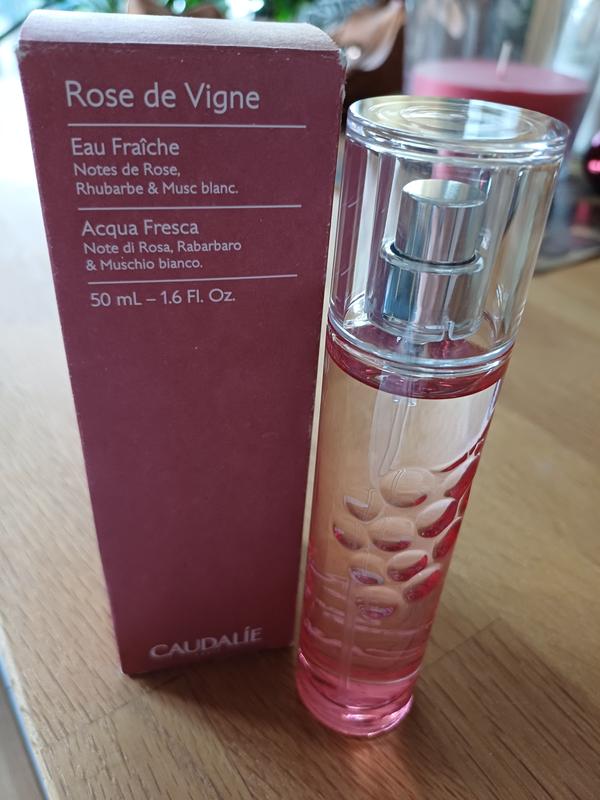 Rose de Vigne
Eau Fraîche
Notes de Rose,
Rhubarbe & Musc blanc.
Acqua Fresca
Note di Rosa, Rabarbaro
& Muschio bianco.
50 mL – 1.6 Fl. Oz.
CAUDALÍE